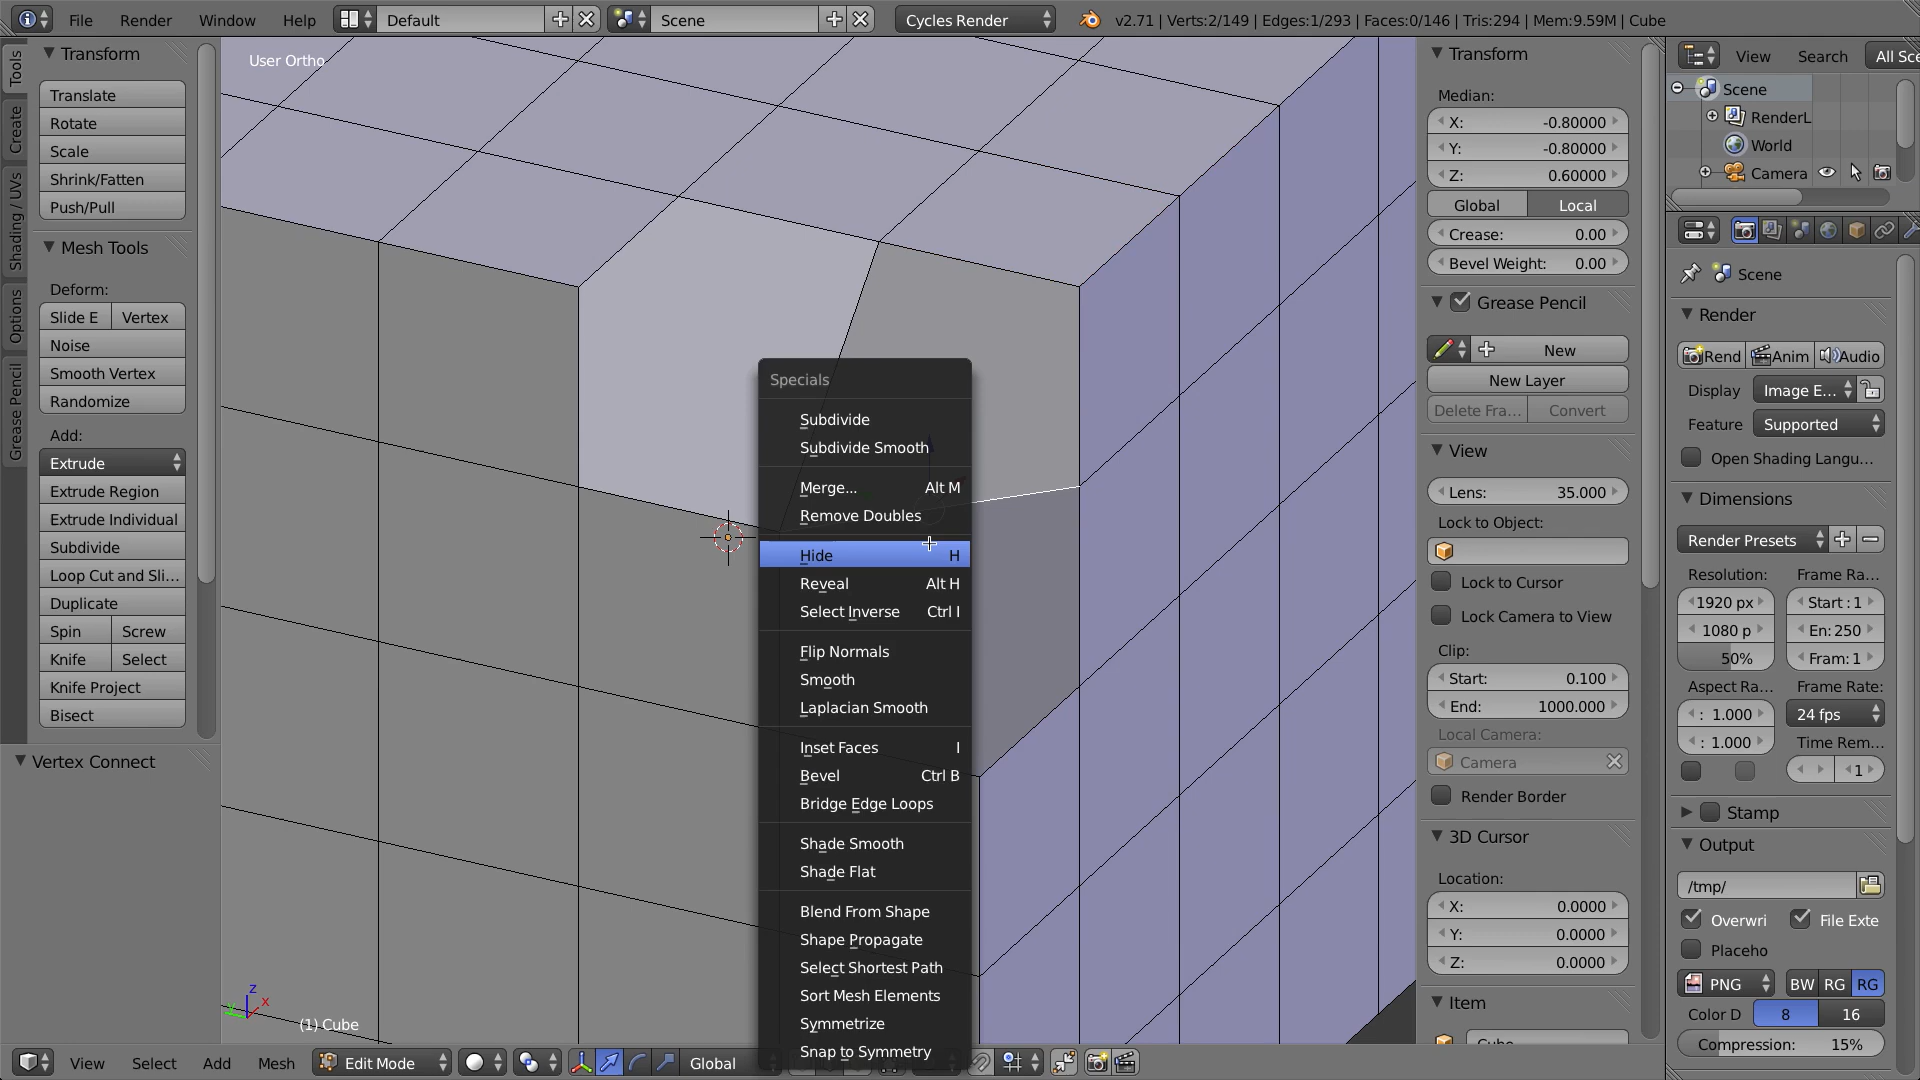 File Render Window Help Default Scene Cycles Render v2.71 | Verts:2/149 | Edges:1/293 | Faces:0/146 | Tris:294 | Mem:9.59M | Cube
Tools
Create
Shading / UVs
Options
Grease Pencil
Transform
Translate
Rotate
Scale
Shrink/Fatten
Push/Pull
Mesh Tools
Deform:
Slide E Vertex
Noise
Smooth Vertex
Randomize
Add:
Extrude
Extrude Region
Extrude Individual
Subdivide
Loop Cut and Sli...
Duplicate
Spin Screw
Knife Select
Knife Project
Bisect
Vertex Connect
User Ortho
Specials
Subdivide
Subdivide Smooth
Merge... Alt M
Remove Doubles
Hide H
Reveal Alt H
Select Inverse Ctrl I
Flip Normals
Smooth
Laplacian Smooth
Inset Faces I
Bevel Ctrl B
Bridge Edge Loops
Shade Smooth
Shade Flat
Blend From Shape
Shape Propagate
Select Shortest Path
Sort Mesh Elements
Symmetrize
Snap to Symmetry
z
x
y
(1) Cube
View Select Add Mesh Edit Mode Global
Transform
Median:
X: -0.80000
Y: -0.80000
Z: 0.60000
Global Local
Crease: 0.00
Bevel Weight: 0.00
Grease Pencil
New
New Layer
Delete Fra... Convert
View
Lens: 35.000
Lock to Object:
Lock to Cursor
Lock Camera to View
Clip:
Start: 0.100
End: 1000.000
Local Camera:
Camera
Render Border
3D Cursor
Location:
X: 0.0000
Y: 0.0000
Z: 0.0000
Item
Cube
View Search All Sce
Scene
RenderL
World
Camera
Scene
Render
Rend Anim Audio
Display Image E...
Feature Supported
Open Shading Langu...
Dimensions
Render Presets
Resolution: Frame Ra...
1920 px Start : 1
1080 p En: 250
50% Fram: 1
Aspect Ra... Frame Rate:
: 1.000 24 fps
: 1.000 Time Rem...
1
Stamp
Output
/tmp/
Overwri File Exte
Placeho
PNG BW RG RG
Color D 8 16
Compression: 15%